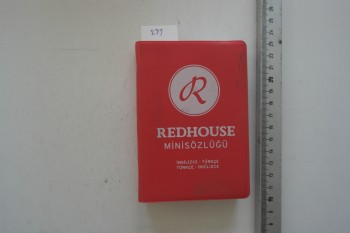 R
REDHOUSE
MİNİSÖZLÜĞÜ
İNGİLİZCE - TÜRKÇE
TÜRKÇE - İNGİLİZCE